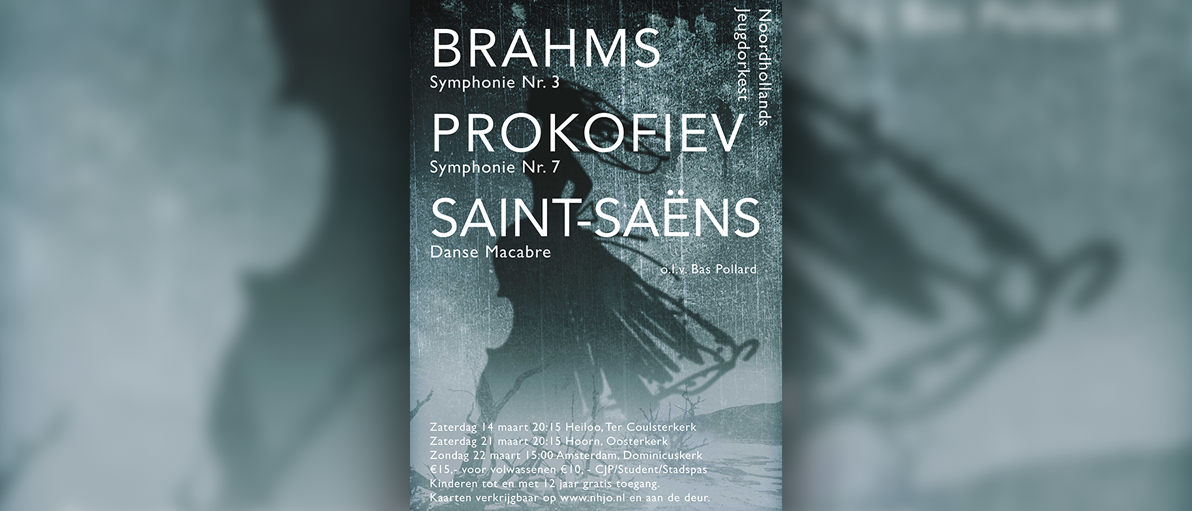 BRAHMS
Symphonie Nr. 3
Noordhollands
Jeugdorkest
PROKOFIEV
Symphonie Nr. 7
SAINT-SAËNS
Danse Macabre
o.l.v. Bas Pollard
Zaterdag 14 maart 20:15 Heiloo, Ter Coulsterkerk
Zaterdag 21 maart 20:15 Hoorn, Oosterkerk
Zondag 22 maart 15:00 Amsterdam, Dominicuskerk
€15,- voor volwassenen €10, - CJP/Student/Stadspas
Kinderen tot en met 12 jaar gratis toegang.
Kaarten verkrijgbaar op www.nhjo.nl en aan de deur.
Bas Pollard